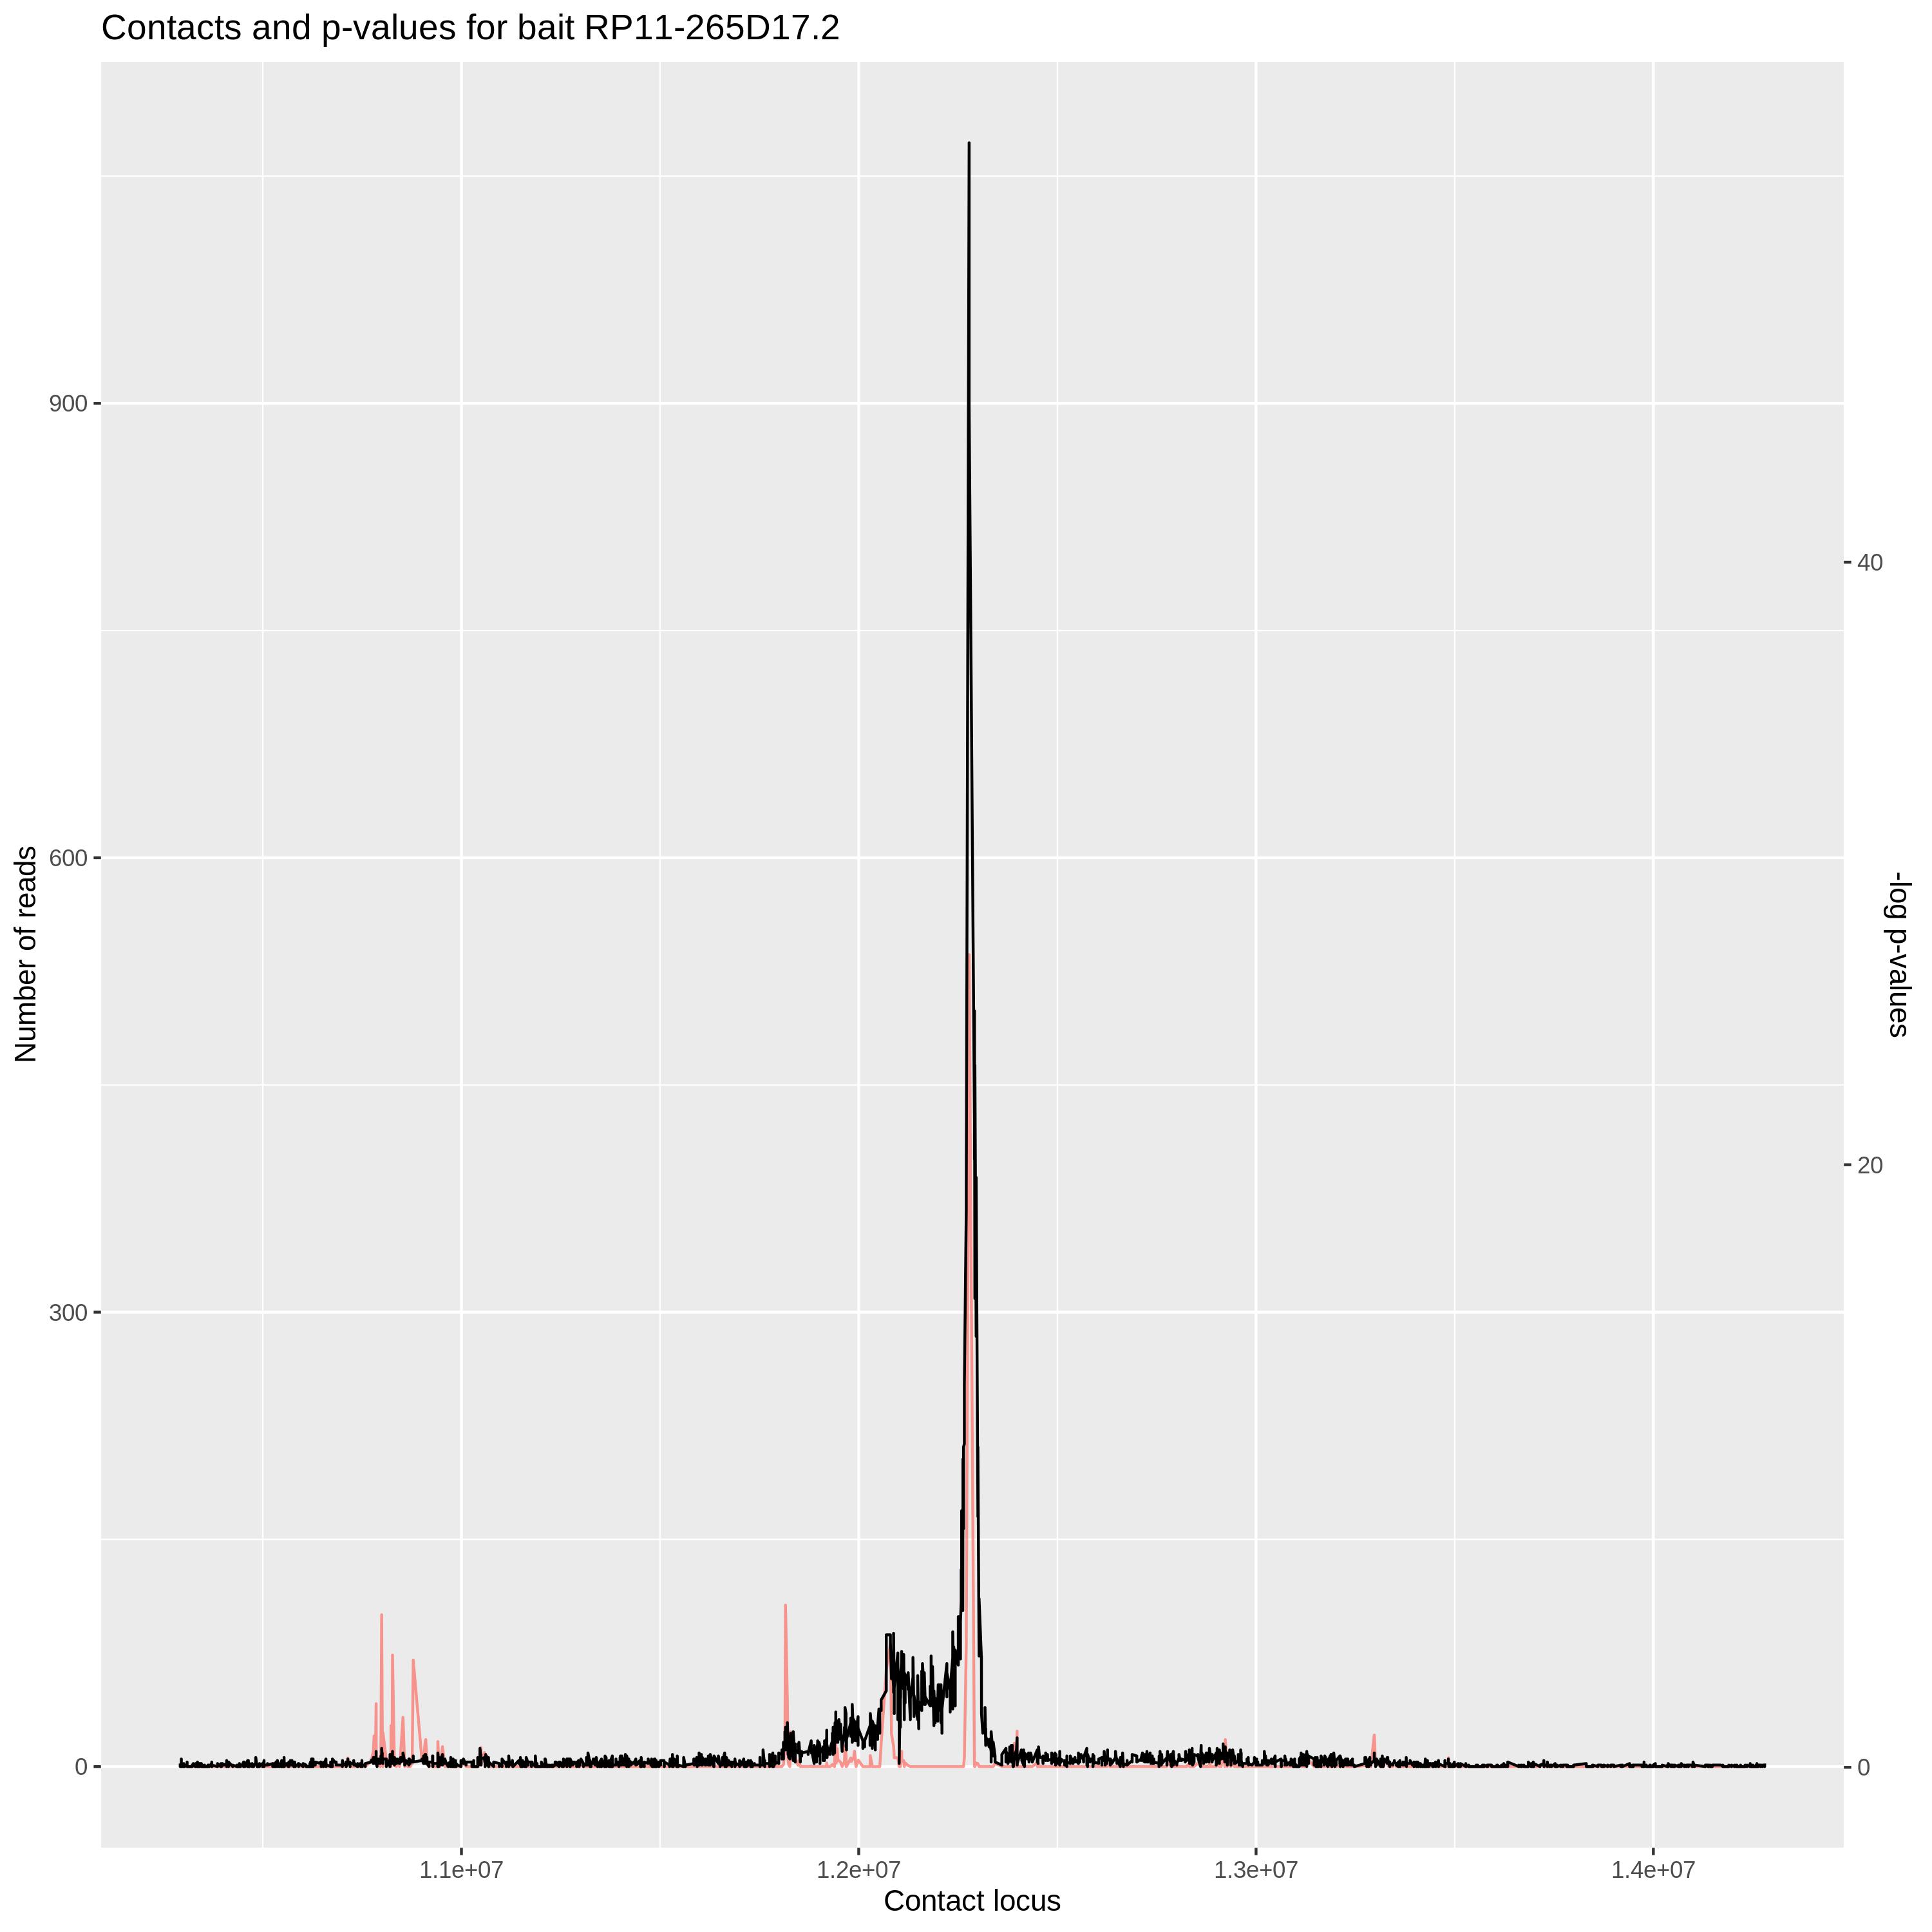 Contacts and p-values for bait RP11-265D17.2
900
600
300
0
Number of reads
40
20
0
-log p-values
1.1e+07
1.2e+07
1.3e+07
1.4e+07
Contact locus